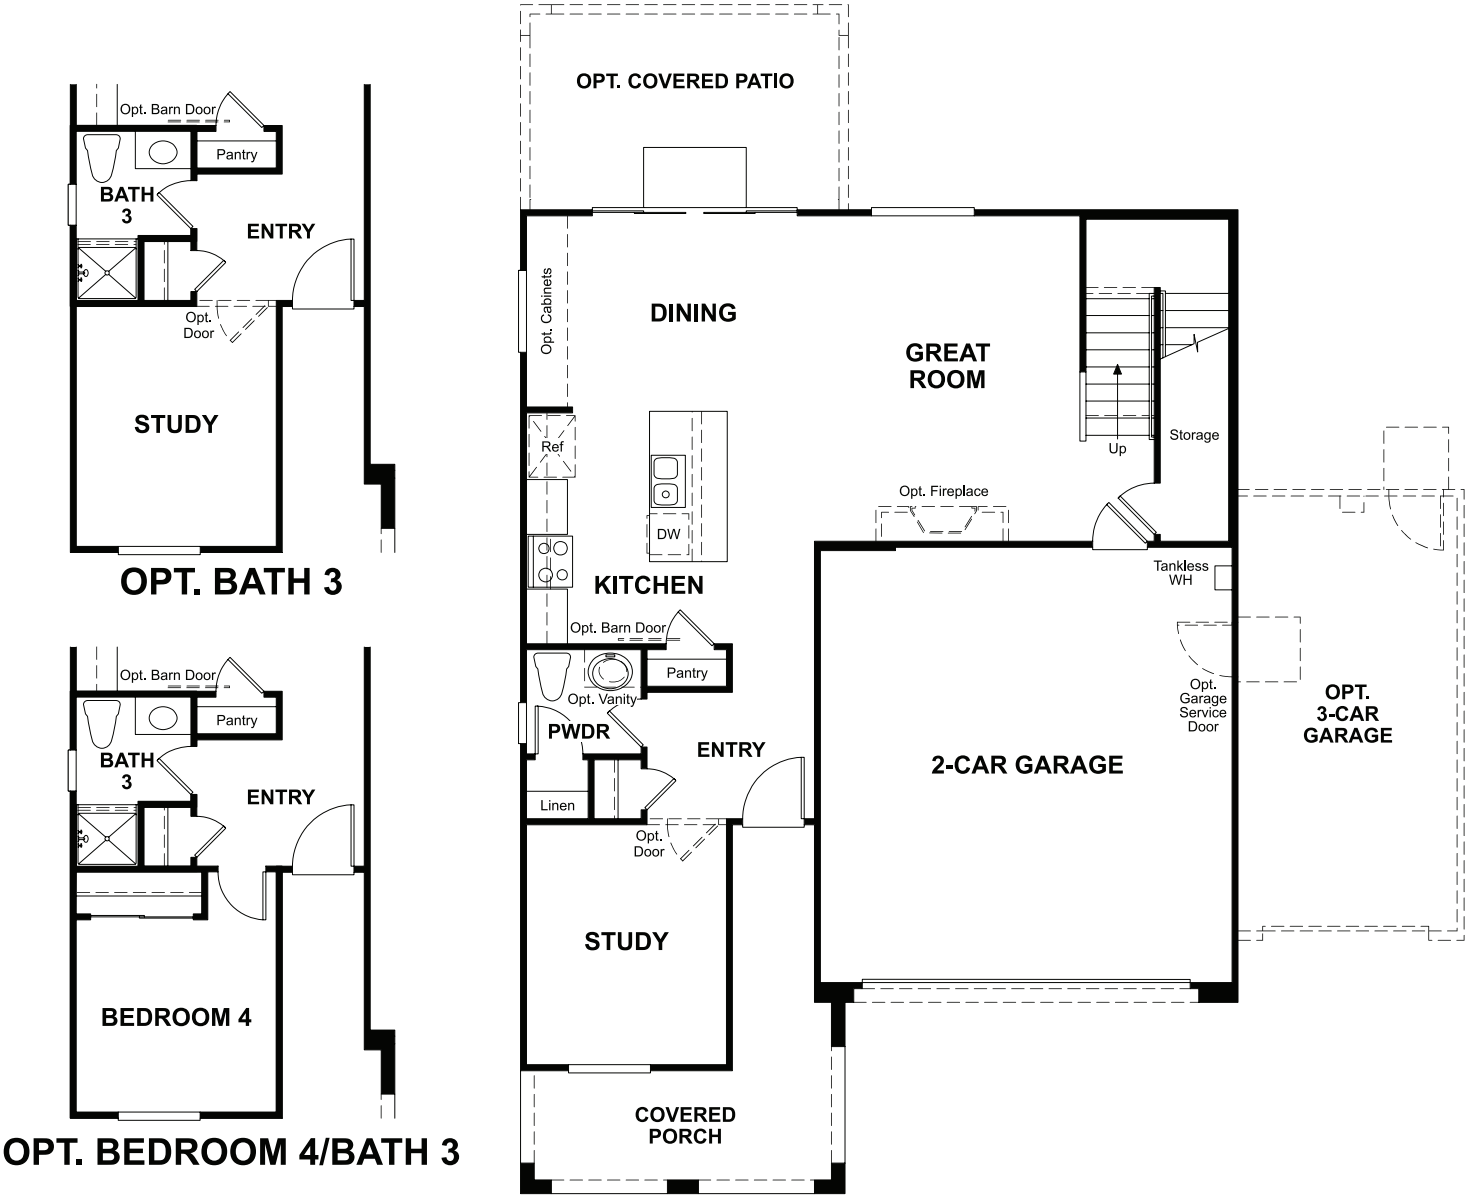 Opt. Barn Door
Pantry
BATH
3
ENTRY
Opt.
Door
STUDY
OPT. BATH 3
Opt. Barn Door
Pantry
BATH
3
ENTRY
BEDROOM 4
OPT. BEDROOM 4/BATH 3
OPT. COVERED PATIO
Opt. Cabinets
DINING
GREAT
ROOM
Ref
Up
Storage
Opt. Fireplace
DW
KITCHEN
Tankless
WH
Opt. Barn Door
Pantry
Opt. Vanity
PWDR
ENTRY
Linen
Opt.
Garage
Service
Door
OPT.
3-CAR
GARAGE
2-CAR GARAGE
Opt.
Door
STUDY
COVERED
PORCH